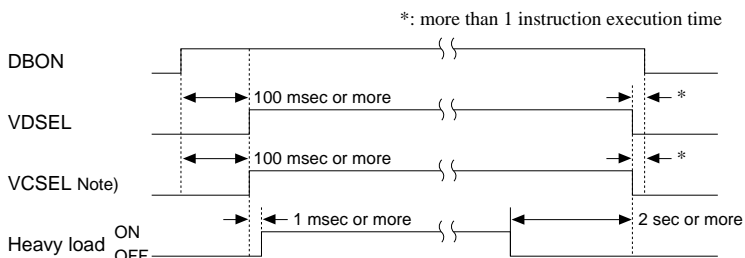 *: more than 1 instruction execution time
DBON
100 msec or more
*
VDSEL
100 msec or more
*
VCSEL Note)
1 msec or more
2 sec or more
ON
Heavy load
OFF